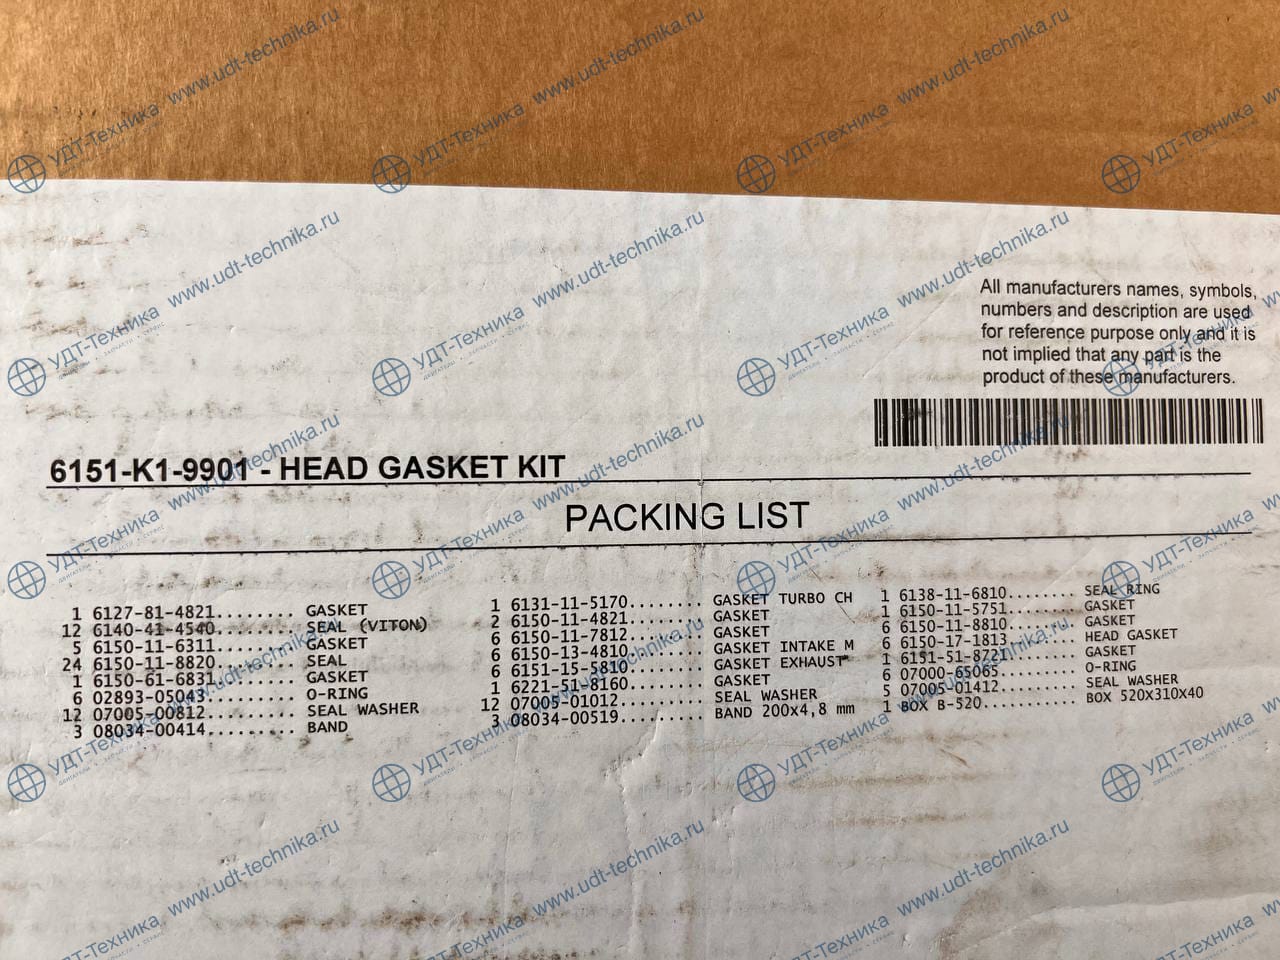 All manufacturers names, symbols,
numbers and description are used
for reference purpose only and it is
not implied that any part is the
product of these manufacturers.
6151-K1-9901 - HEAD GASKET KIT
PACKING LIST
1 6127-81-4821........ GASKET
12 6140-41-4540........ SEAL (VITON)
5 6150-11-6311........ GASKET
24 6150-11-8820........ SEAL
1 6150-61-6831........ GASKET
6 02893-05043......... O-RING
12 07005-00812......... SEAL WASHER
3 08034-00414......... BAND
1 6131-11-5170........ GASKET TURBO CH
2 6150-11-4821........ GASKET
6 6150-11-7812........ GASKET
6 6150-13-4810........ GASKET INTAKE M
6 6151-15-5810........ GASKET EXHAUST
1 6221-51-8160........ GASKET
12 07005-01012......... SEAL WASHER
3 08034-00519......... BAND 200x4,8 mm
1 6138-11-6810........ SEAL RING
1 6150-11-5751........ GASKET
6 6150-11-8810........ GASKET
6 6150-17-1813........ HEAD GASKET
1 6151-51-8721........ GASKET
6 07000-65065......... O-RING
5 07005-01412......... SEAL WASHER
1 BOX B-520........... BOX 520x310x40
УДТ-Техника www.udt-technika.ru